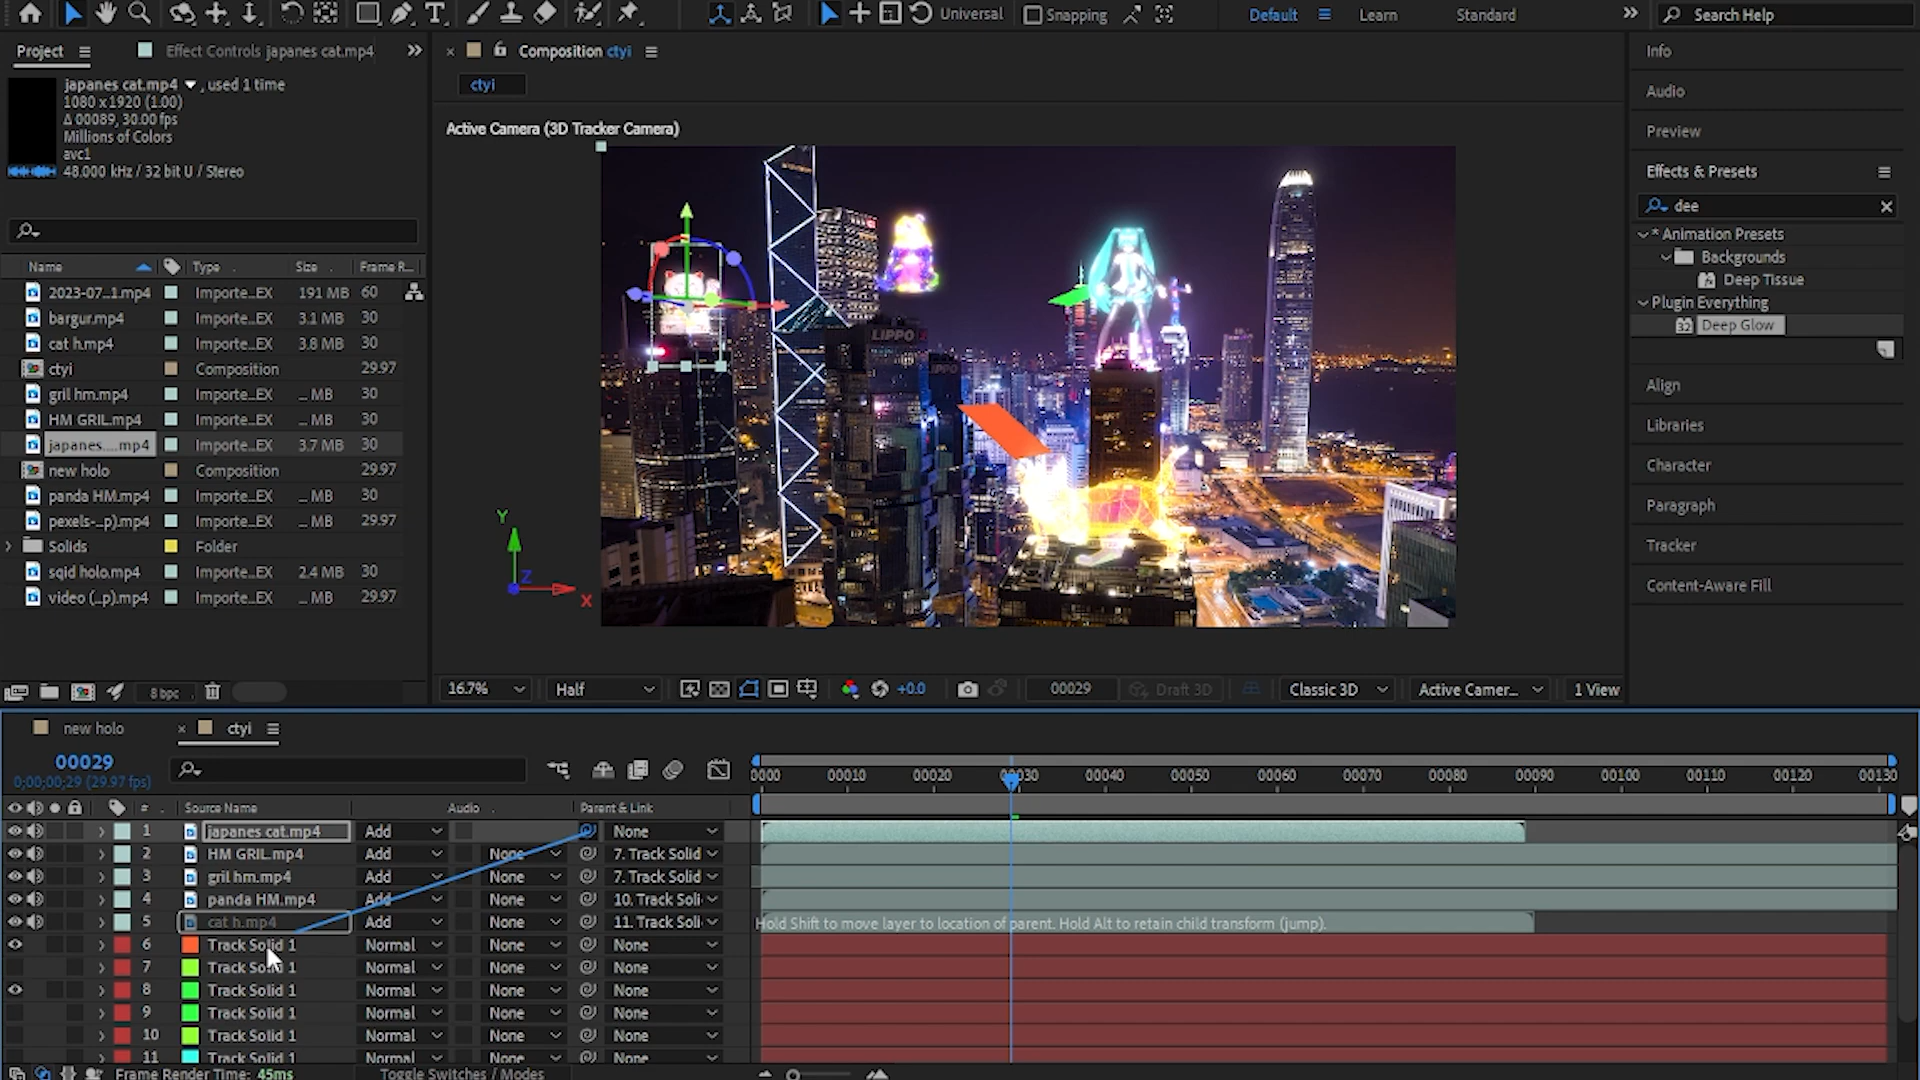 Universal
Snapping
Default
Learn
Standard
Search Help
Project
Effect Controls japanes cat.mp4
Composition ctyi
Info
japanes cat.mp4 , used 1 time
1080 x 1920 (1.00)
Δ 00089, 30.00 fps
Millions of Colors
avc1
48.000 kHz / 32 bit U / Stereo
ctyi
Audio
Active Camera (3D Tracker Camera)
Preview
Effects & Presets
dee
* Animation Presets
Backgrounds
Deep Tissue
Plugin Everything
32 Deep Glow
Align
Libraries
Character
Paragraph
Tracker
Content-Aware Fill
Name Type Size Frame R...
2023-07...1.mp4 Importe...EX 191 MB 60
bargur.mp4 Importe...EX 3.1 MB 30
cat h.mp4 Importe...EX 3.8 MB 30
ctyi Composition 29.97
gril hm.mp4 Importe...EX ... MB 30
HM GRIL.mp4 Importe...EX ... MB 30
japanes....mp4 Importe...EX 3.7 MB 30
new holo Composition 29.97
panda HM.mp4 Importe...EX ... MB 30
pexels-...p).mp4 Importe...EX ... MB 29.97
Solids Folder
sqid holo.mp4 Importe...EX 2.4 MB 30
video (...p).mp4 Importe...EX ... MB 29.97
LIPPO
IPPO
Y
Z
X
8 bpc
16.7%
Half
+0.0
00029
Draft 3D
Classic 3D
Active Camer...
1 View
new holo
ctyi
00029
0;00;00;29 (29.97 fps)
0000 00010 00020 00030 00040 00050 00060 00070 00080 00090 00100 00110 00120 00130
# Source Name Audio Parent & Link
1 japanes cat.mp4 Add None
2 HM GRIL.mp4 Add None 7. Track Solid
3 gril hm.mp4 Add None 7. Track Solid
4 panda HM.mp4 Add None 10. Track Soli
5 cat h.mp4 Add None 11. Track Soli
Hold Shift to move layer to location of parent. Hold Alt to retain child transform (jump).
6 Track Solid 1 Normal None None
7 Track Solid 1 Normal None None
8 Track Solid 1 Normal None None
9 Track Solid 1 Normal None None
10 Track Solid 1 Normal None None
11 Track Solid 1 Normal None None
Frame Render Time: 45ms
Toggle Switches / Modes